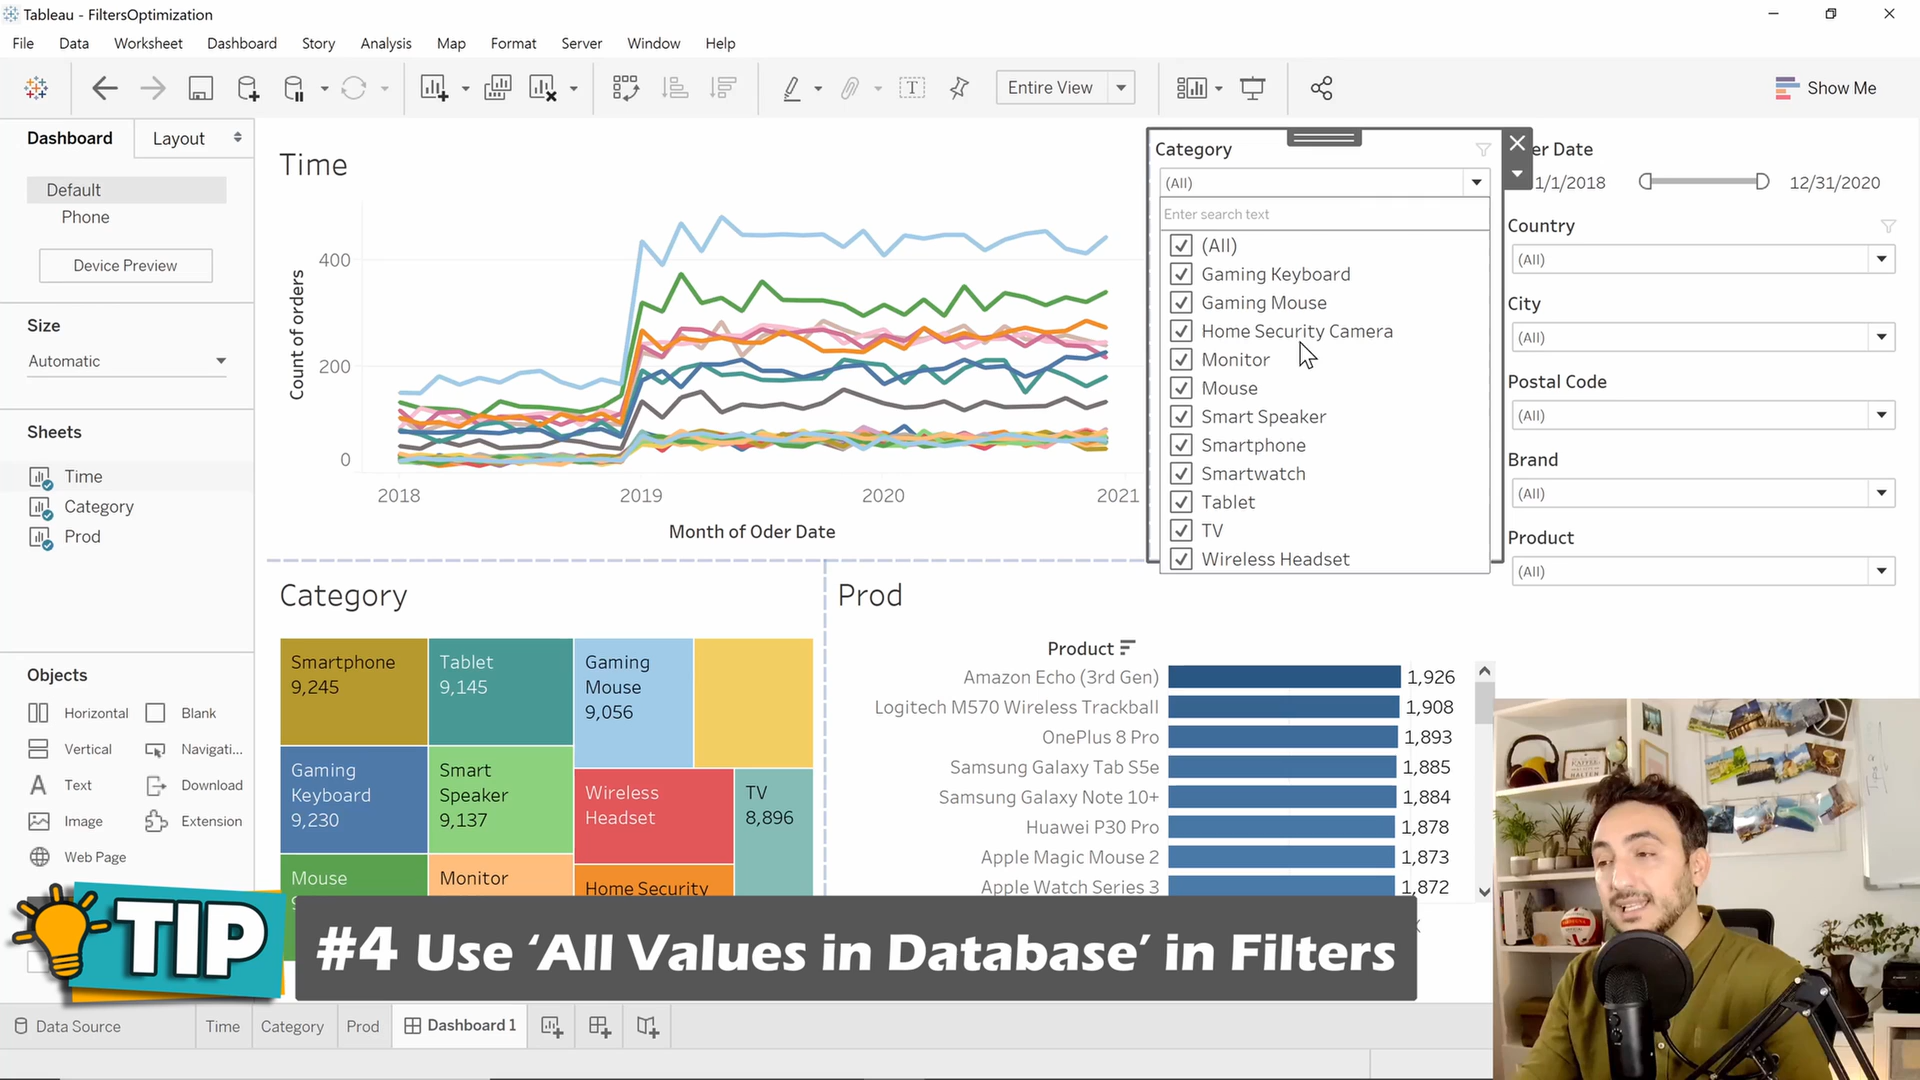 Tableau - FiltersOptimization
File Data Worksheet Dashboard Story Analysis Map Format Server Window Help
Entire View
Show Me
Dashboard
Layout
Default
Phone
Device Preview
Size
Automatic
Sheets
Time
Category
Prod
Objects
Horizontal
Blank
Vertical
Navigati...
Text
Download
Image
Extension
Web Page
Time
Count of orders
400
200
0
2018
2019
2020
2021
Month of Oder Date
Category
(All)
Enter search text
(All)
Gaming Keyboard
Gaming Mouse
Home Security Camera
Monitor
Mouse
Smart Speaker
Smartphone
Smartwatch
Tablet
TV
Wireless Headset
er Date
1/1/2018
12/31/2020
Country
(All)
City
(All)
Postal Code
(All)
Brand
(All)
Product
(All)
Category
Smartphone
9,245
Tablet
9,145
Gaming
Mouse
9,056
Gaming
Keyboard
9,230
Smart
Speaker
9,137
Wireless
Headset
TV
8,896
Mouse
Monitor
Home Security
Prod
Product
Amazon Echo (3rd Gen) 1,926
Logitech M570 Wireless Trackball 1,908
OnePlus 8 Pro 1,893
Samsung Galaxy Tab S5e 1,885
Samsung Galaxy Note 10+ 1,884
Huawei P30 Pro 1,878
Apple Magic Mouse 2 1,873
Apple Watch Series 3 1,872
TIP
#4 Use ‘All Values in Database’ in Filters
Data Source
Time
Category
Prod
Dashboard 1